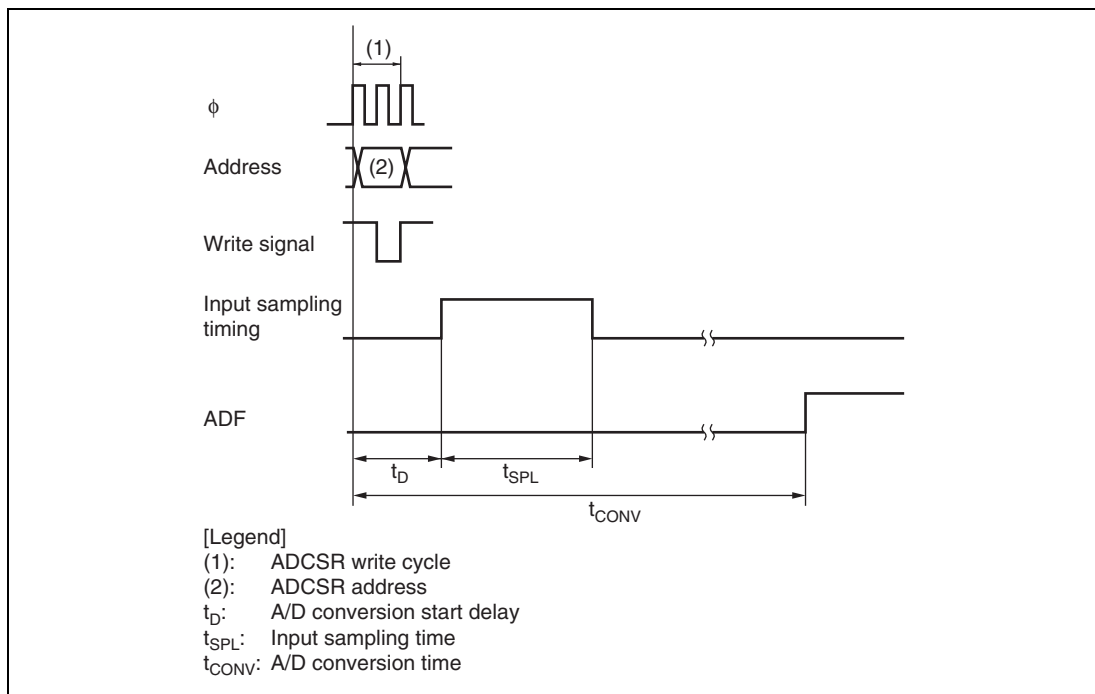 (1)
ϕ
Address
(2)
Write signal
Input sampling
timing
ADF
tD
tSPL
tCONV
[Legend]
(1): ADCSR write cycle
(2): ADCSR address
tD: A/D conversion start delay
tSPL: Input sampling time
tCONV: A/D conversion time